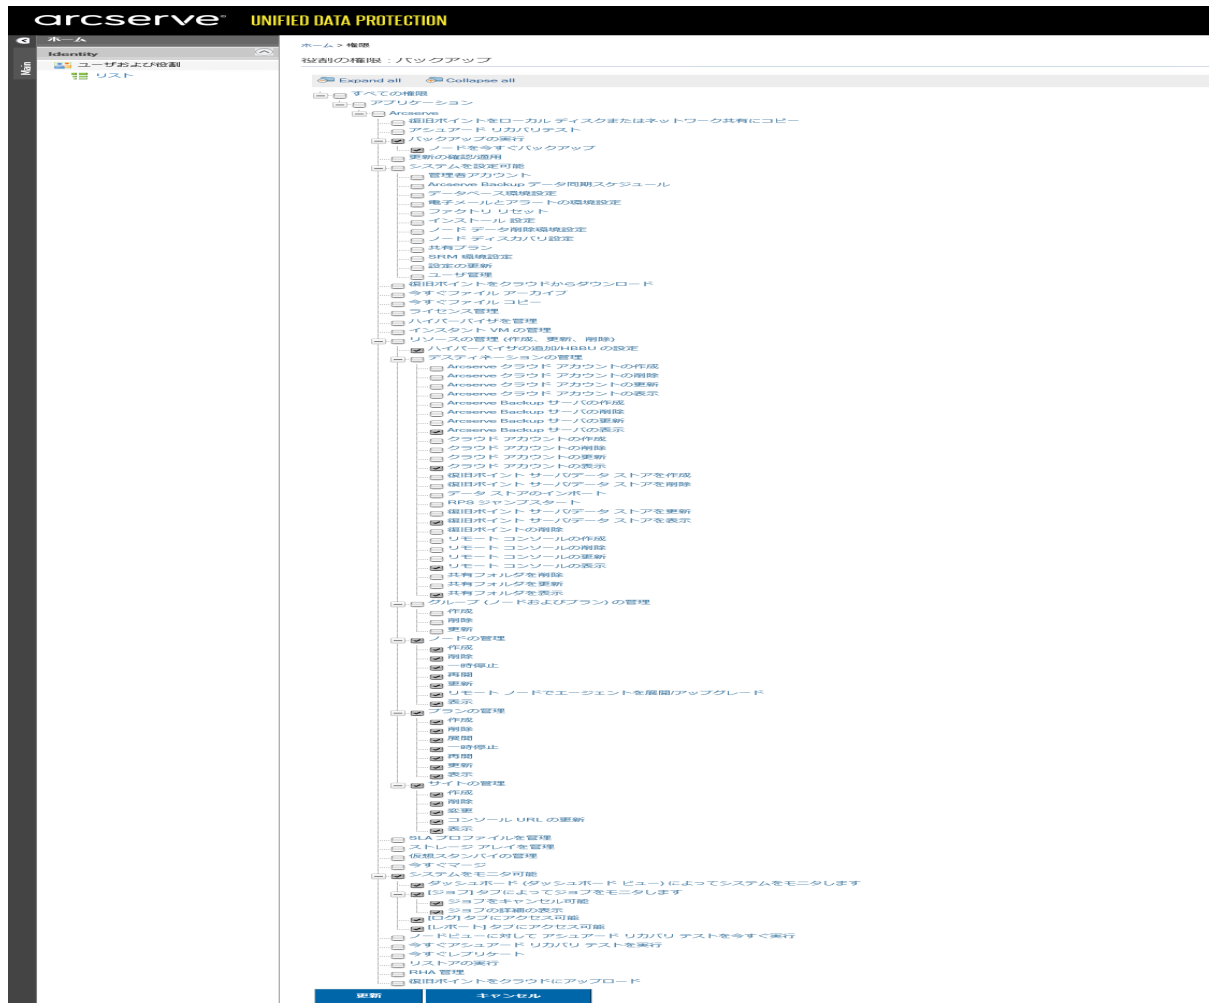 arcserve® UNIFIED DATA PROTECTION
ホーム
Main
Identity
ユーザおよび役割
リスト
ホーム > 権限
役割の権限 : バックアップ
Expand all Collapse all
すべての権限
アプリケーション
Arcserve
復旧ポイントをローカル ディスクまたはネットワーク共有にコピー
アシュアード リカバリテスト
バックアップの実行
ノードを今すぐバックアップ
更新の確認/適用
システムを設定可能
管理者アカウント
Arcserve Backup データ同期スケジュール
データベース環境設定
電子メールとアラートの環境設定
ファクトリ リセット
インストール 設定
ノード データ削除環境設定
ノード ディスカバリ設定
共有プラン
SRM 環境設定
設定の更新
ユーザ管理
復旧ポイントをクラウドからダウンロード
今すぐファイル アーカイブ
今すぐファイル コピー
ライセンス管理
ハイパーバイザを管理
インスタント VM の管理
リソースの管理 (作成、更新、削除)
ハイパーバイザの追加/HBBU の設定
デスティネーションの管理
Arcserve クラウド アカウントの作成
Arcserve クラウド アカウントの削除
Arcserve クラウド アカウントの更新
Arcserve クラウド アカウントの表示
Arcserve Backup サーバの作成
Arcserve Backup サーバの削除
Arcserve Backup サーバの更新
Arcserve Backup サーバの表示
クラウド アカウントの作成
クラウド アカウントの削除
クラウド アカウントの更新
クラウド アカウントの表示
復旧ポイント サーバ/データ ストアを作成
復旧ポイント サーバ/データ ストアを削除
データ ストアのインポート
RPS ジャンプスタート
復旧ポイント サーバ/データ ストアを更新
復旧ポイント サーバ/データ ストアを表示
復旧ポイントの削除
リモート コンソールの作成
リモート コンソールの削除
リモート コンソールの更新
リモート コンソールの表示
共有フォルダを削除
共有フォルダを更新
共有フォルダを表示
グループ (ノードおよびプラン) の管理
作成
削除
更新
ノードの管理
作成
削除
一時停止
再開
更新
リモート ノードでエージェントを展開/アップグレード
表示
プランの管理
作成
削除
展開
一時停止
再開
更新
表示
サイトの管理
作成
削除
変更
コンソール URL の更新
表示
SLA プロファイルを管理
ストレージ アレイを管理
仮想スタンバイの管理
今すぐマージ
システムをモニタ可能
ダッシュボード (ダッシュボード ビュー) によってシステムをモニタします
[ジョブ] タブによってジョブをモニタします
ジョブをキャンセル可能
ジョブの詳細の表示
[ログ] タブにアクセス可能
[レポート] タブにアクセス可能
ノードビューに対して アシュアード リカバリ テストを今すぐ実行
今すぐアシュアード リカバリ テストを実行
今すぐレプリケート
リストアの実行
RHA 管理
復旧ポイントをクラウドにアップロード
更新 キャンセル